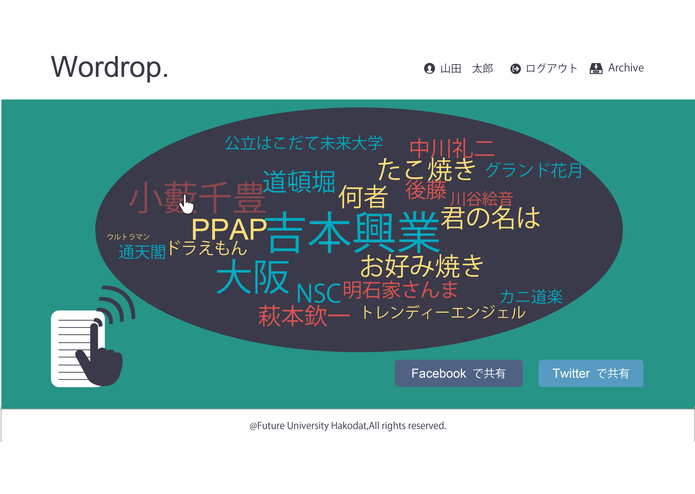 Wordrop.
山田　太郎
ログアウト
Archive
公立はこだて未来大学
中川礼二
たこ焼き
グランド花月
道頓堀
小藪千豊
何者
後藤
川谷絵音
PPAP
吉本興業
君の名は
ウルトラマン
通天閣
ドラえもん
お好み焼き
大阪
NSC
明石家さんま
カニ道楽
萩本欽一
トレンディーエンジェル
Facebook で共有
Twitter で共有
@Future University Hakodat,All rights reserved.